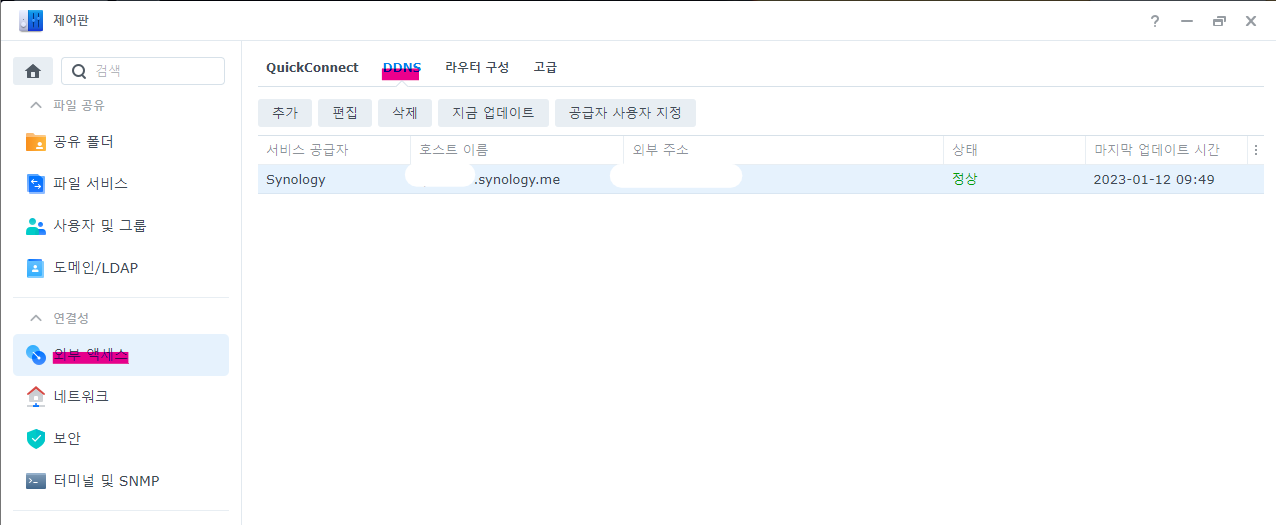 제어판
검색
파일 공유
공유 폴더
파일 서비스
사용자 및 그룹
도메인/LDAP
연결성
외부 액세스
네트워크
보안
터미널 및 SNMP
QuickConnect DDNS 라우터 구성 고급
추가 편집 삭제 지금 업데이트 공급자 사용자 지정
서비스 공급자 호스트 이름 외부 주소 상태 마지막 업데이트 시간
Synology .synology.me 정상 2023-01-12 09:49